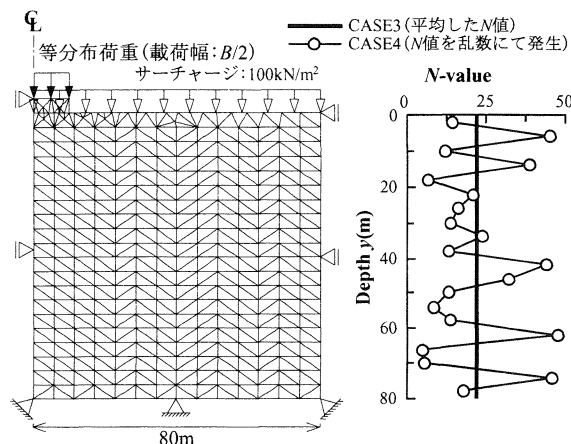 CL
等分布荷重(載荷幅:B/2)
サーチャージ:100kN/m²
80m
CASE3(平均したN値)
CASE4(N値を乱数にて発生)
N-value
0 25 50
0
20
40
60
80
Depth y(m)